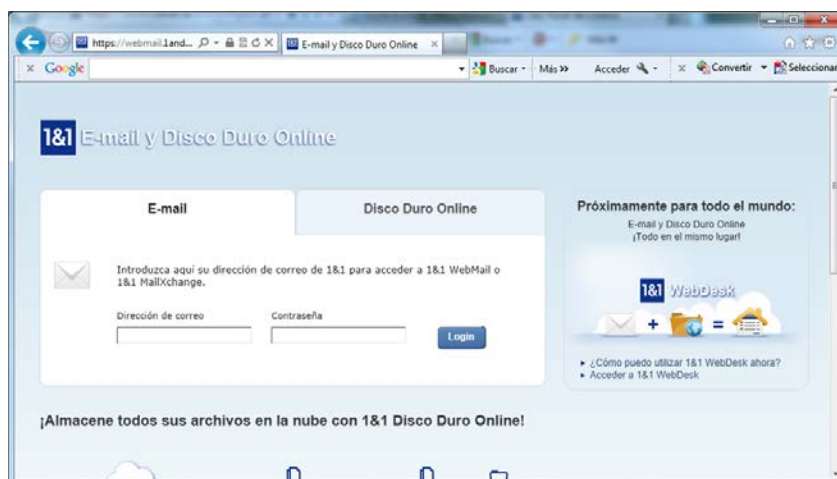 https://webmail.1and...
E-mail y Disco Duro Online
Google
Buscar
Más »
Acceder
Convertir
Seleccionar
1&1 E-mail y Disco Duro Online
E-mail
Disco Duro Online
Introduzca aquí su dirección de correo de 1&1 para acceder a 1&1 WebMail o
1&1 MailXchange.
Dirección de correo
Contraseña
Login
Próximamente para todo el mundo:
E-mail y Disco Duro Online
¡Todo en el mismo lugar!
1&1 WebDesk
+ =
¿Cómo puedo utilizar 1&1 WebDesk ahora?
Acceder a 1&1 WebDesk
¡Almacene todos sus archivos en la nube con 1&1 Disco Duro Online!